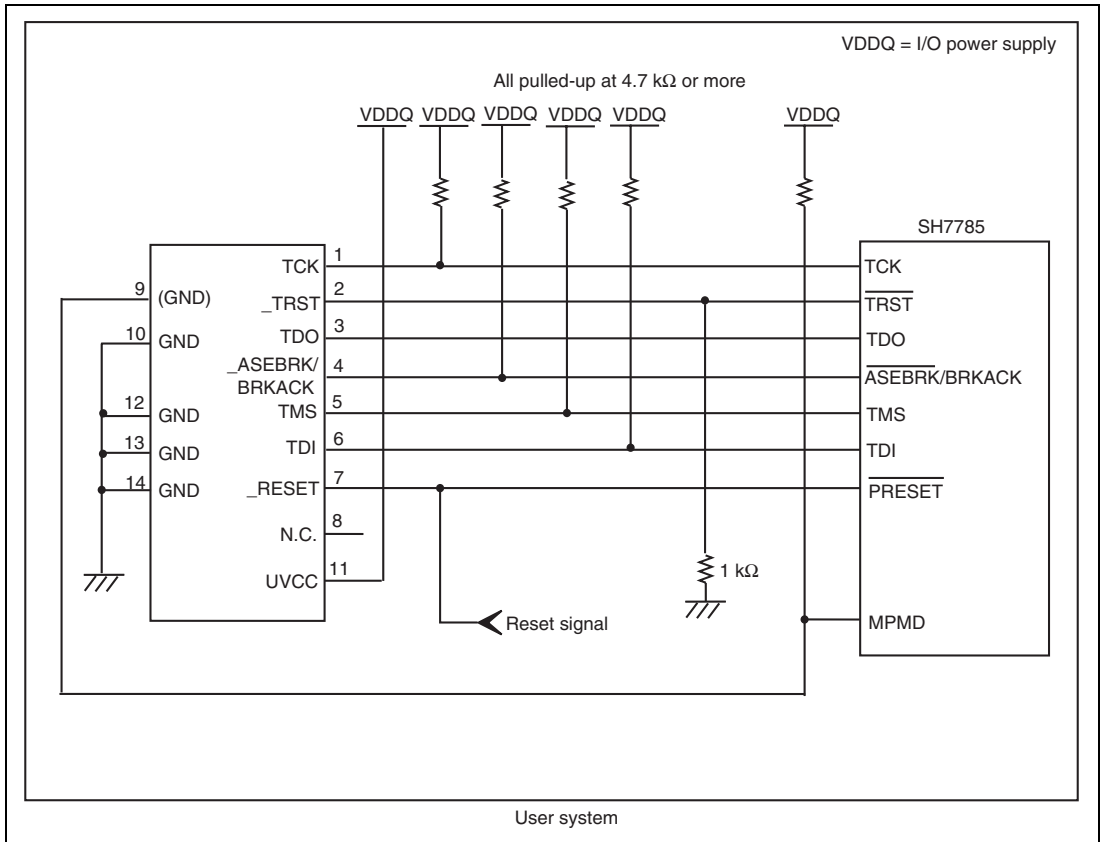 VDDQ = I/O power supply
All pulled-up at 4.7 kΩ or more
VDDQ VDDQ VDDQ VDDQ VDDQ VDDQ
SH7785
TCK 1 TCK
9 (GND) _TRST 2 TRST
10 GND TDO 3 TDO
_ASEBRK/
BRKACK 4 ASEBRK/BRKACK
12 GND TMS 5 TMS
13 GND TDI 6 TDI
14 GND _RESET 7 PRESET
N.C. 8
UVCC 11
1 kΩ
Reset signal
MPMD
User system